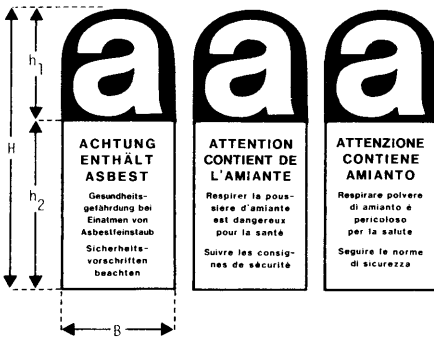 a
ACHTUNG
ENTHÄLT
ASBEST
Gesundheits-
gefährdung bei
Einatmen von
Asbestfeinstaub
Sicherheits-
vorschriften
beachten
a
ATTENTION
CONTIENT DE
L'AMIANTE
Respirer la pous-
siere d'amiante
est dangereux
pour la santé
Suivre les consig-
nes de sécurité
a
ATTENZIONE
CONTIENE
AMIANTO
Respirare polvere
di amianto è
pericoloso
per la salute
Seguire le norme
di sicurezza
H
h1
h2
B